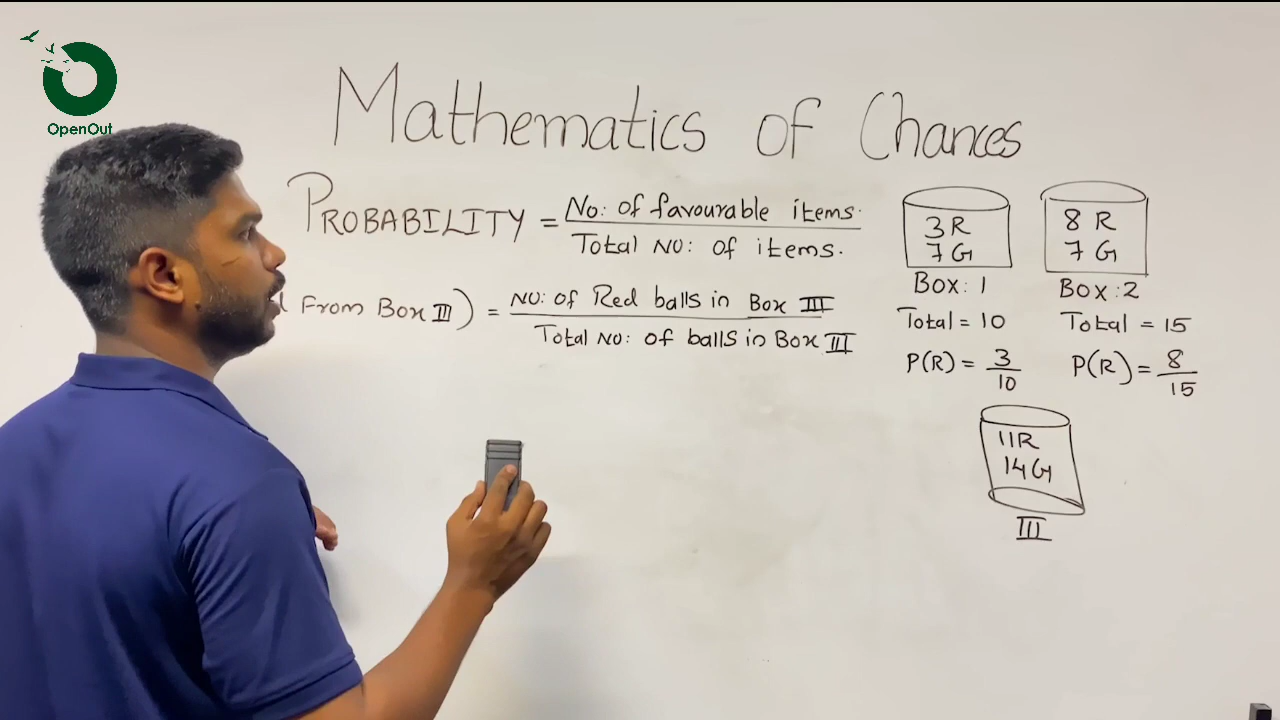 OpenOut
Mathematics of Chances
PROBABILITY = No: of favourable items.
Total NO: of items.
From Box III) = NO: of Red balls in Box III
Total NO: of balls in Box III
3R
7G
Box: 1
Total = 10
P(R) = 3
10
8 R
7 G
Box: 2
Total = 15
P(R) = 8
15
11R
14G
III